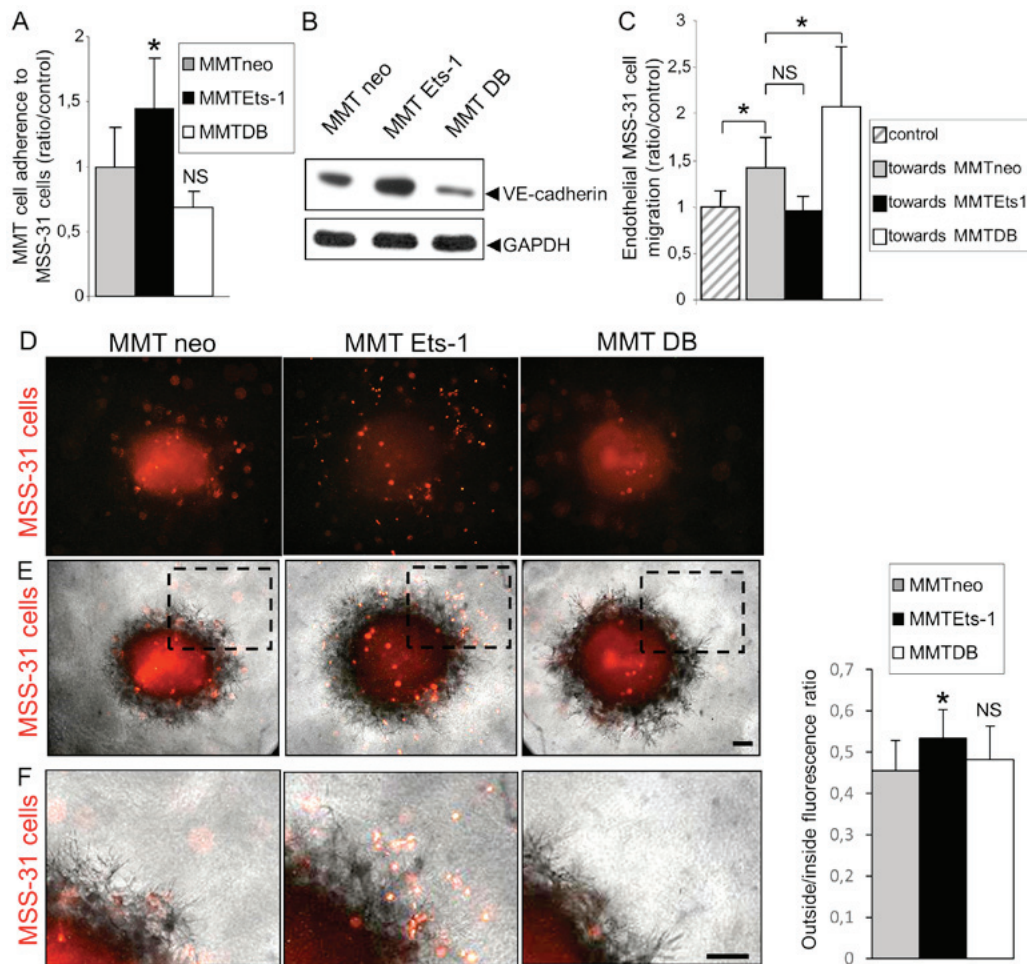 A
MMT cell adherence to
MSS-31 cells (ratio/control)
2
1,5
1
0,5
0
*
NS
MMTneo
MMTEts-1
MMTDB
B
MMT neo
MMT Ets-1
MMT DB
VE-cadherin
GAPDH
C
Endothelial MSS-31 cell
migration (ratio/control)
3
2,5
2
1,5
1
0,5
0
*
NS
*
control
towards MMTneo
towards MMTEts1
towards MMTDB
D
MMT neo
MMT Ets-1
MMT DB
MSS-31 cells
E
MSS-31 cells
F
MSS-31 cells
MMTneo
MMTEts-1
MMTDB
Outside/inside fluorescence ratio
0,7
0,6
0,5
0,4
0,3
0,2
0,1
0
*
NS